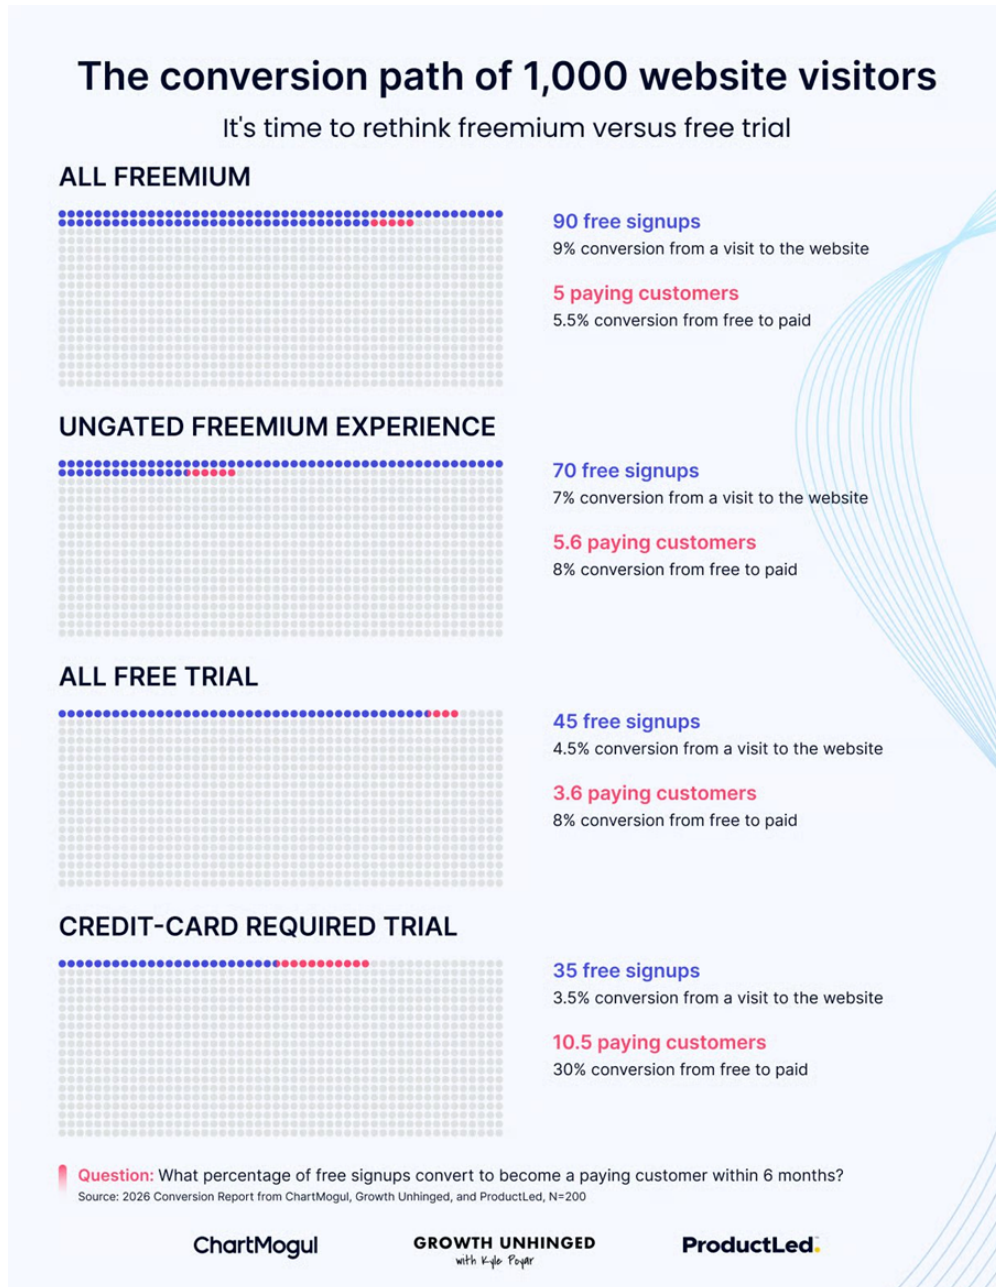 The conversion path of 1,000 website visitors
It's time to rethink freemium versus free trial
ALL FREEMIUM
90 free signups
9% conversion from a visit to the website
5 paying customers
5.5% conversion from free to paid
UNGATED FREEMIUM EXPERIENCE
70 free signups
7% conversion from a visit to the website
5.6 paying customers
8% conversion from free to paid
ALL FREE TRIAL
45 free signups
4.5% conversion from a visit to the website
3.6 paying customers
8% conversion from free to paid
CREDIT-CARD REQUIRED TRIAL
35 free signups
3.5% conversion from a visit to the website
10.5 paying customers
30% conversion from free to paid
Question: What percentage of free signups convert to become a paying customer within 6 months?
Source: 2026 Conversion Report from ChartMogul, Growth Unhinged, and ProductLed, N=200
ChartMogul
GROWTH UNHINGED
with Kyle Poyar
ProductLed.